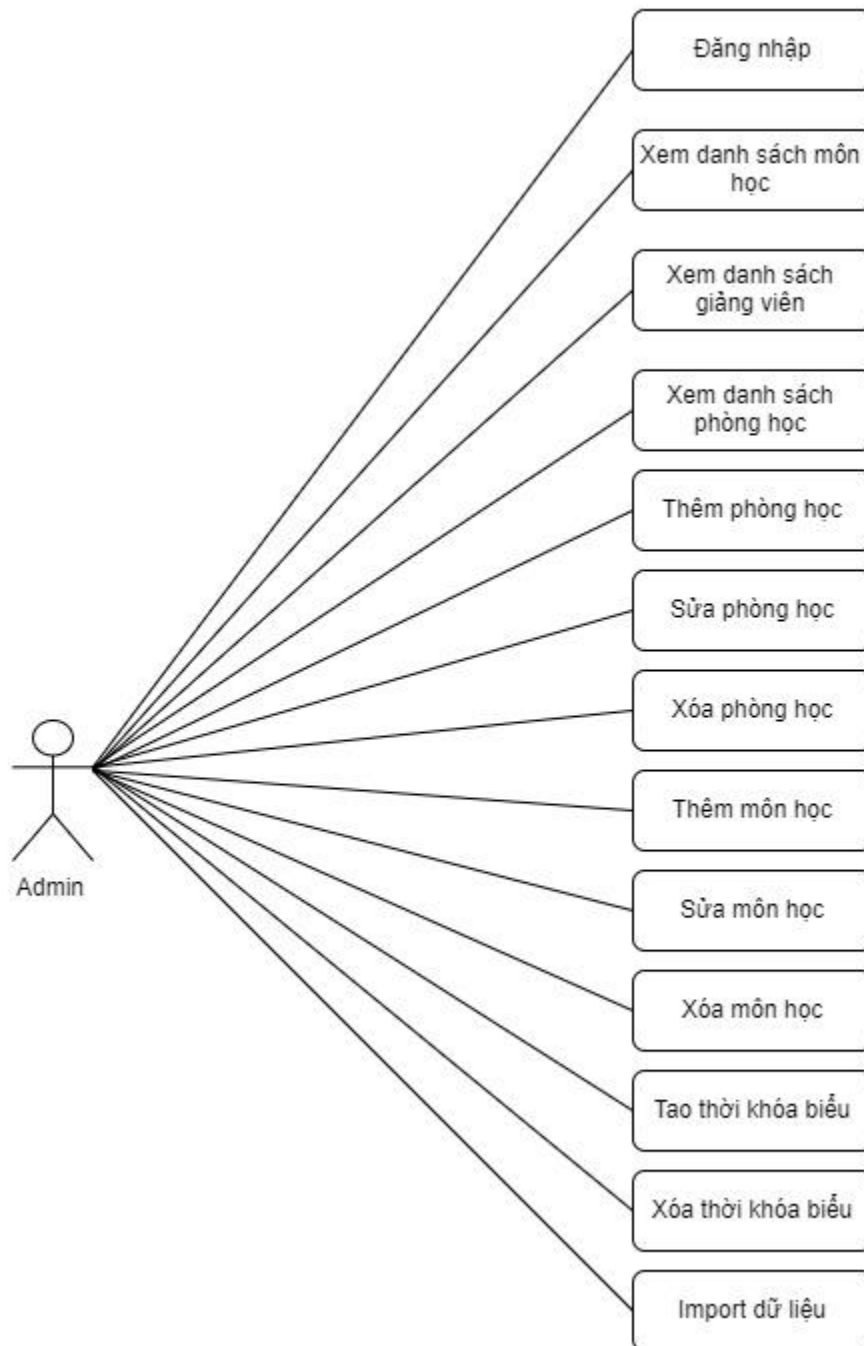 Đăng nhập
Xem danh sách môn
học
Xem danh sách
giảng viên
Xem danh sách
phòng học
Thêm phòng học
Sửa phòng học
Xóa phòng học
Thêm môn học
Sửa môn học
Xóa môn học
Tao thời khóa biểu
Xóa thời khóa biểu
Import dữ liệu
Admin